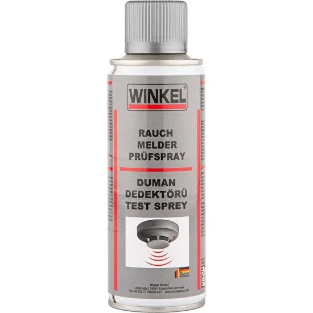 WINKEL®
RAUCH
MELDER
PRÜFSPRAY
DUMAN
DEDEKTÖRÜ
TEST SPREY